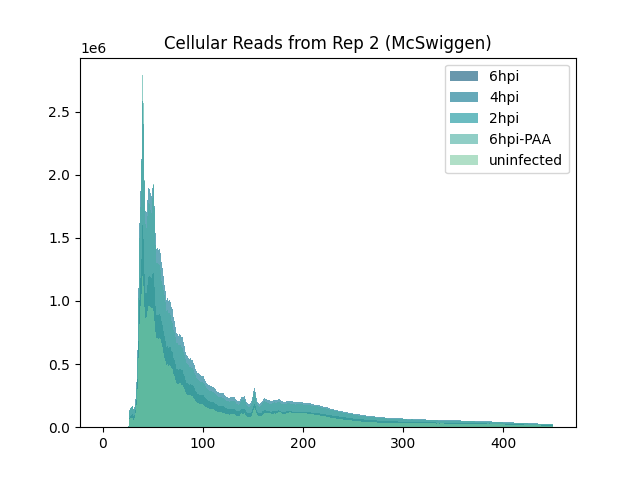 Cellular Reads from Rep 2 (McSwiggen)
1e6
2.5
2.0
1.5
1.0
0.5
0.0
0 100 200 300 400
6hpi
4hpi
2hpi
6hpi-PAA
uninfected